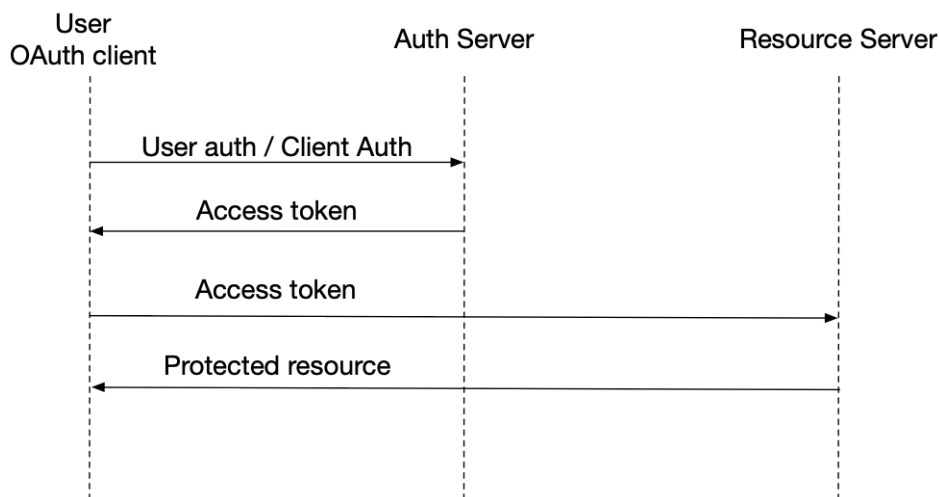 User
OAuth client
Auth Server
Resource Server
User auth / Client Auth
Access token
Access token
Protected resource